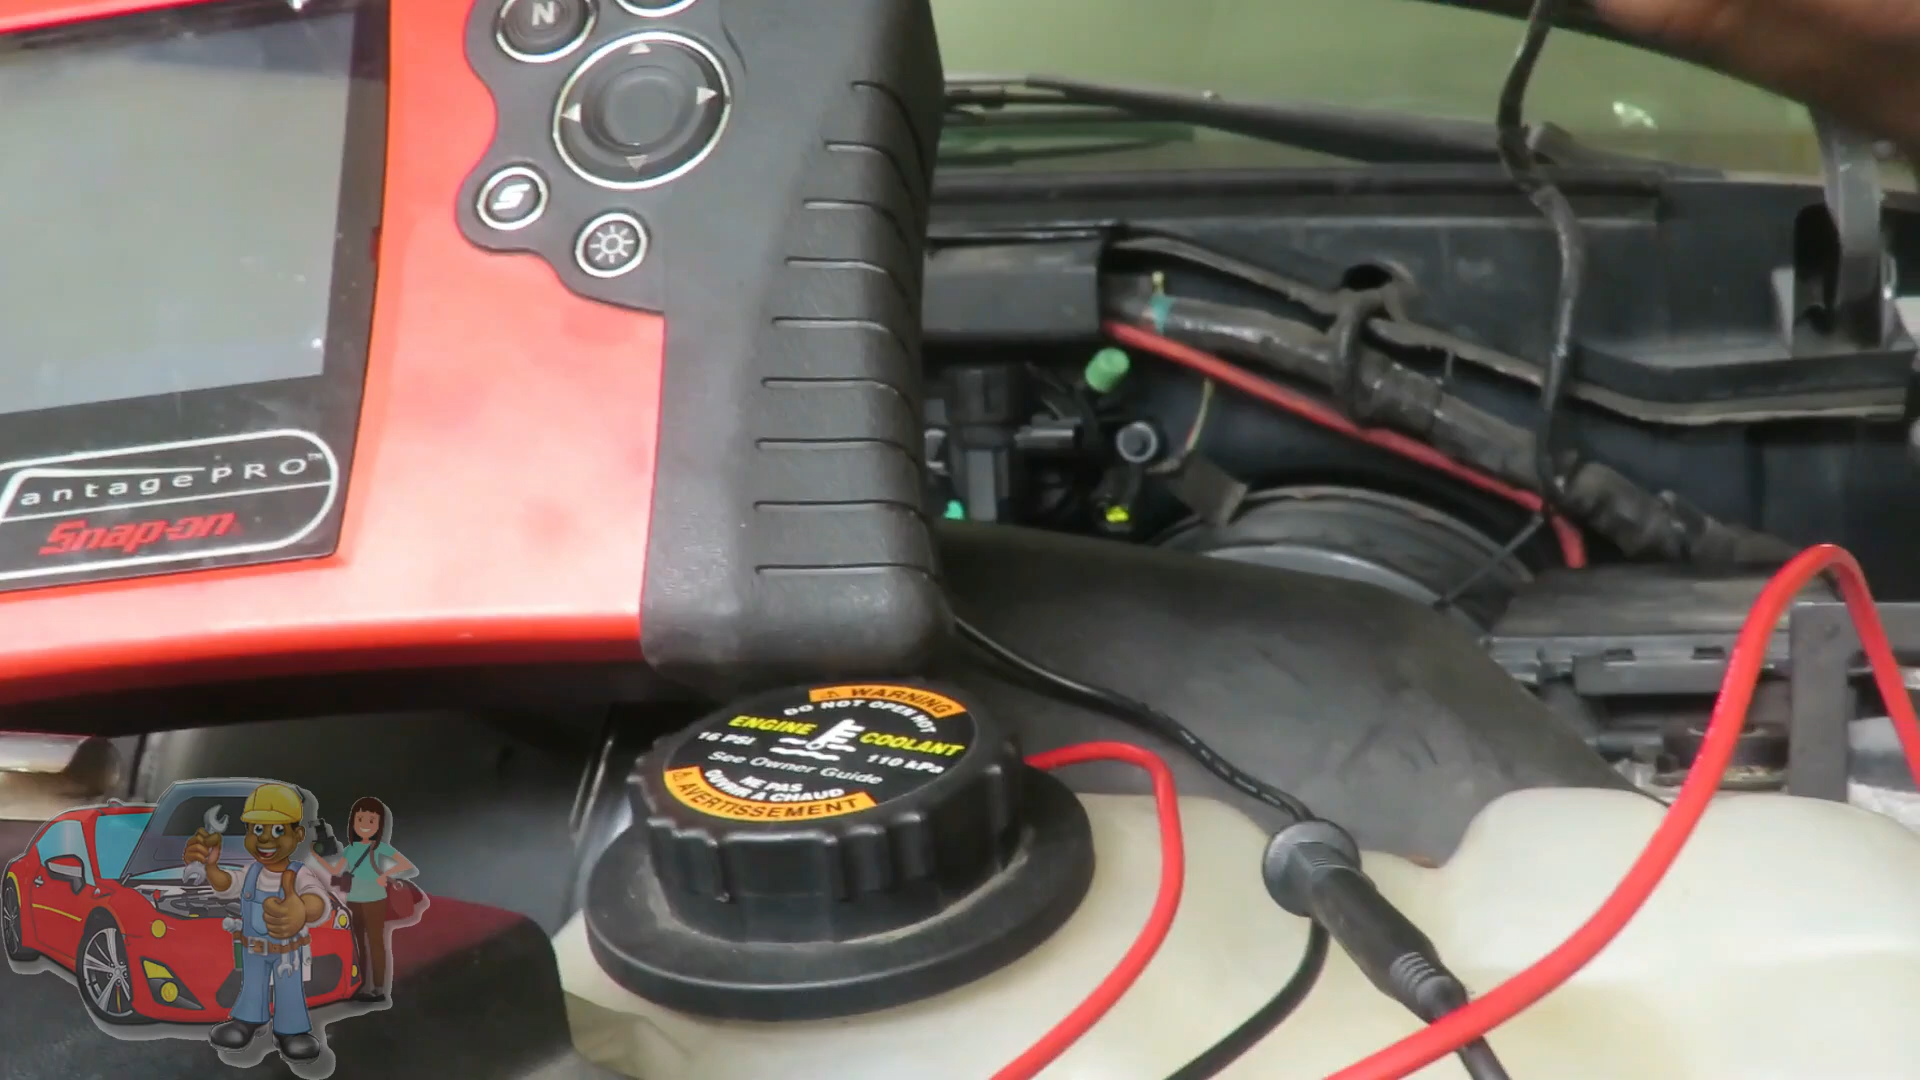 N
S
antagePRO™
Snap-on
WARNING
DO NOT OPEN HOT
ENGINE COOLANT
16 PSI 110 kPa
See Owner Guide
NE PAS
OUVRIR A CHAUD
AVERTISSEMENT